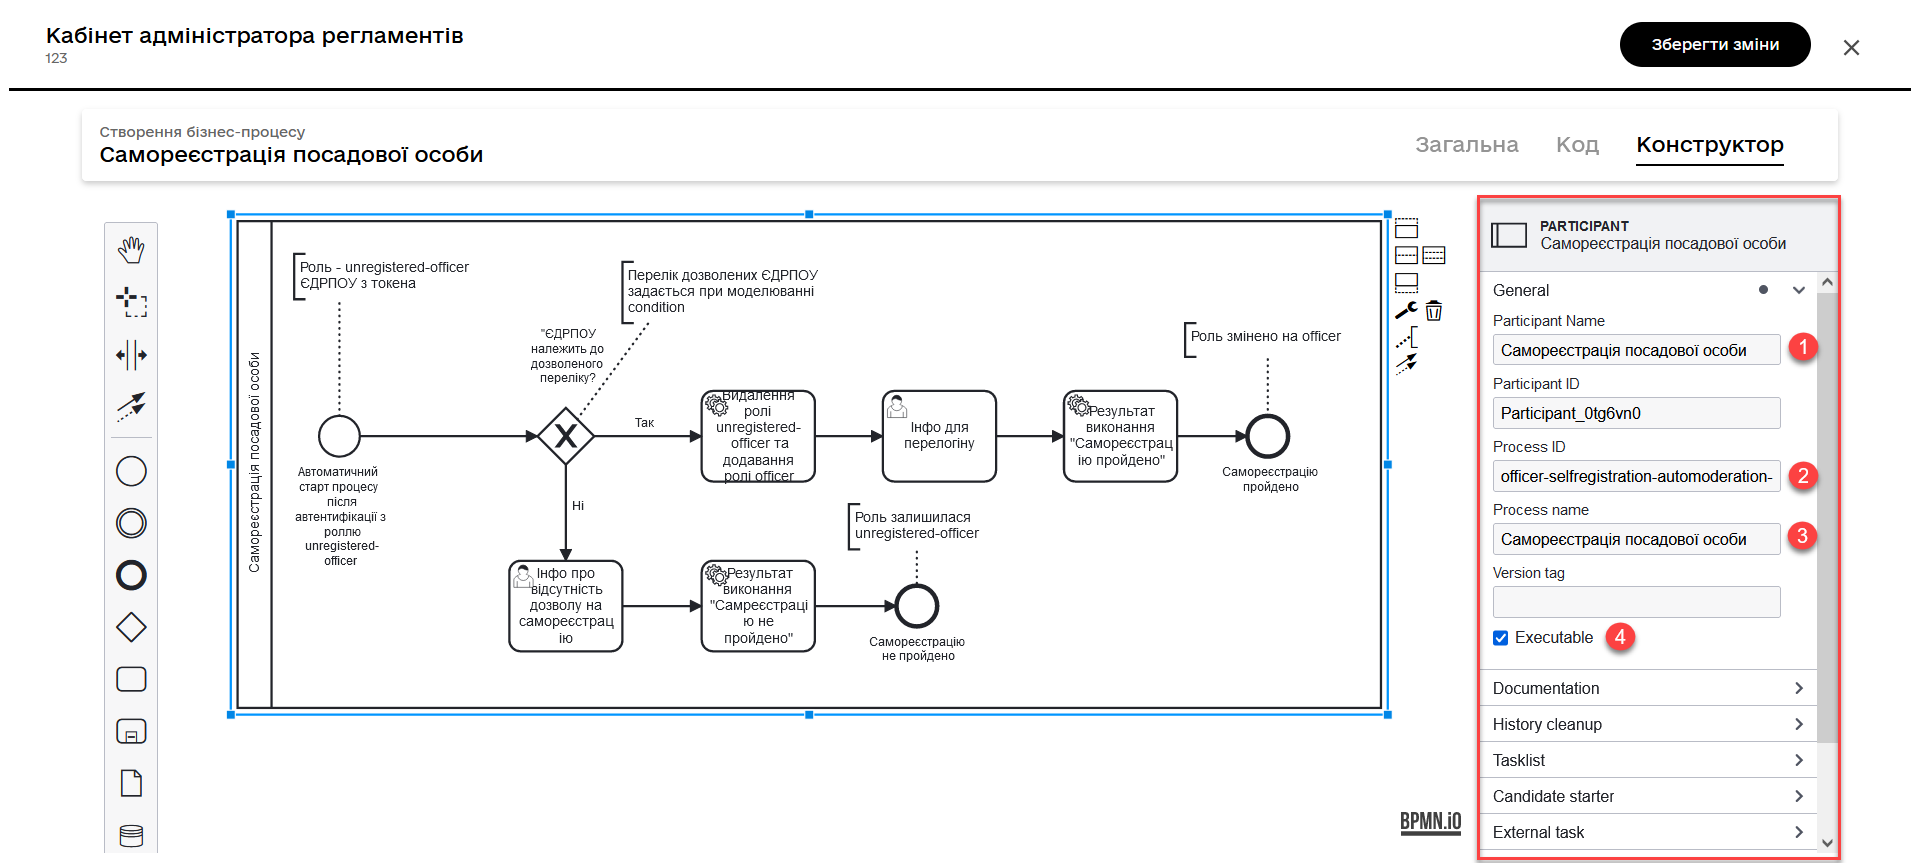 Кабінет адміністратора регламентів
123
Зберегти зміни
Створення бізнес-процесу
Самореєстрація посадової особи
Загальна
Код
Конструктор
Самореєстрація посадової особи
Роль - unregistered-officer
ЄДРПОУ з токена
Перелік дозволених ЄДРПОУ
задається при моделюванні
condition
"ЄДРПОУ
належить до
дозволеного
переліку?
Роль змінено на officer
Автоматичний
старт процесу
після
автентифікації з
роллю
unregistered-
officer
Так
Ні
Видалення
ролі
unregistered-
officer та
додавання
ролі officer
Інфо для
перелогіну
Результат
виконання
"Самореєстрац
ію пройдено"
Самореєстрацію
пройдено
Інфо про
відсутність
дозволу на
самореєстрац
ію
Результат
виконання
"Самреєстраці
ю не
пройдено"
Роль залишилася
unregistered-officer
Самореєстрацію
не пройдено
BPMN.iO
PARTICIPANT
Самореєстрація посадової особи
General
Participant Name
Самореєстрація посадової особи
1
Participant ID
Participant_0tg6vn0
Process ID
officer-selfregistration-automoderation-
2
Process name
Самореєстрація посадової особи
3
Version tag
Executable
4
Documentation
History cleanup
Tasklist
Candidate starter
External task